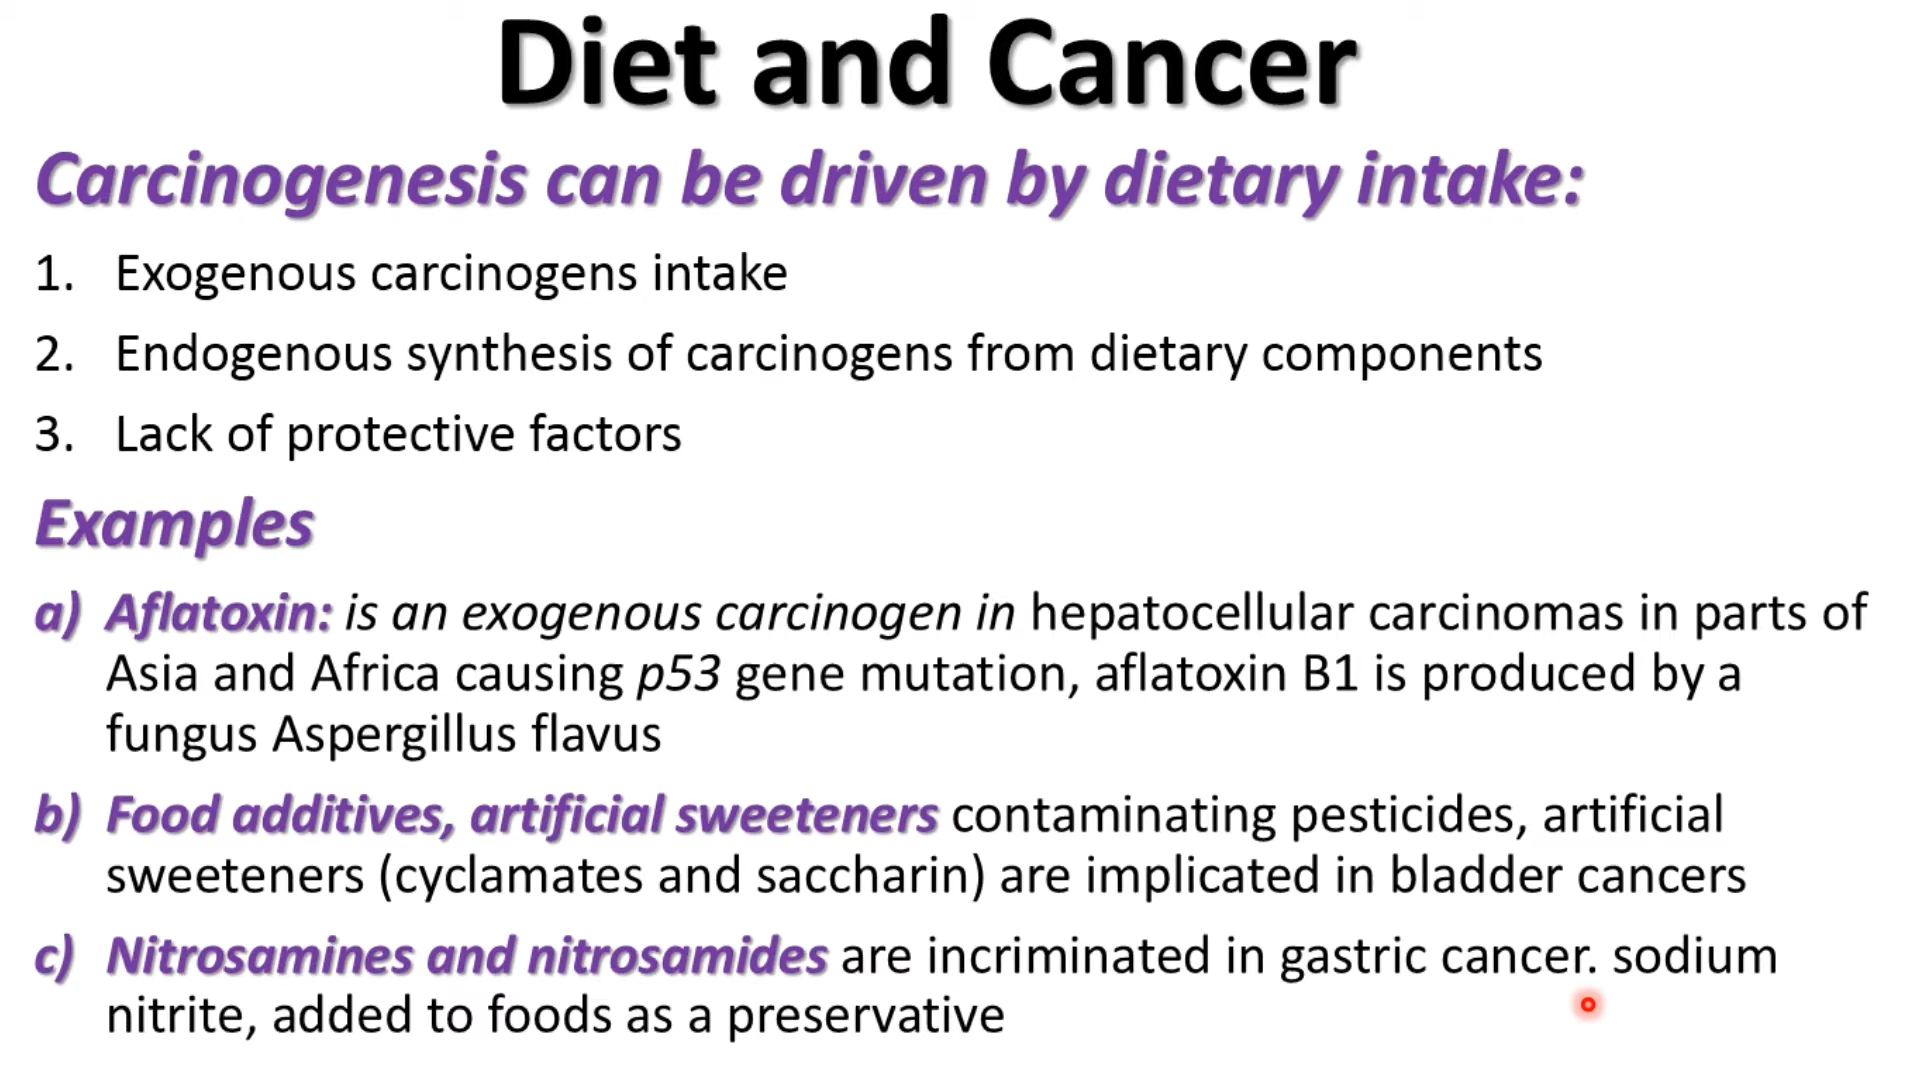 Diet and Cancer
Carcinogenesis can be driven by dietary intake:
1. Exogenous carcinogens intake
2. Endogenous synthesis of carcinogens from dietary components
3. Lack of protective factors
Examples
a) Aflatoxin: is an exogenous carcinogen in hepatocellular carcinomas in parts of
Asia and Africa causing p53 gene mutation, aflatoxin B1 is produced by a
fungus Aspergillus flavus
b) Food additives, artificial sweeteners contaminating pesticides, artificial
sweeteners (cyclamates and saccharin) are implicated in bladder cancers
c) Nitrosamines and nitrosamides are incriminated in gastric cancer. sodium
nitrite, added to foods as a preservative